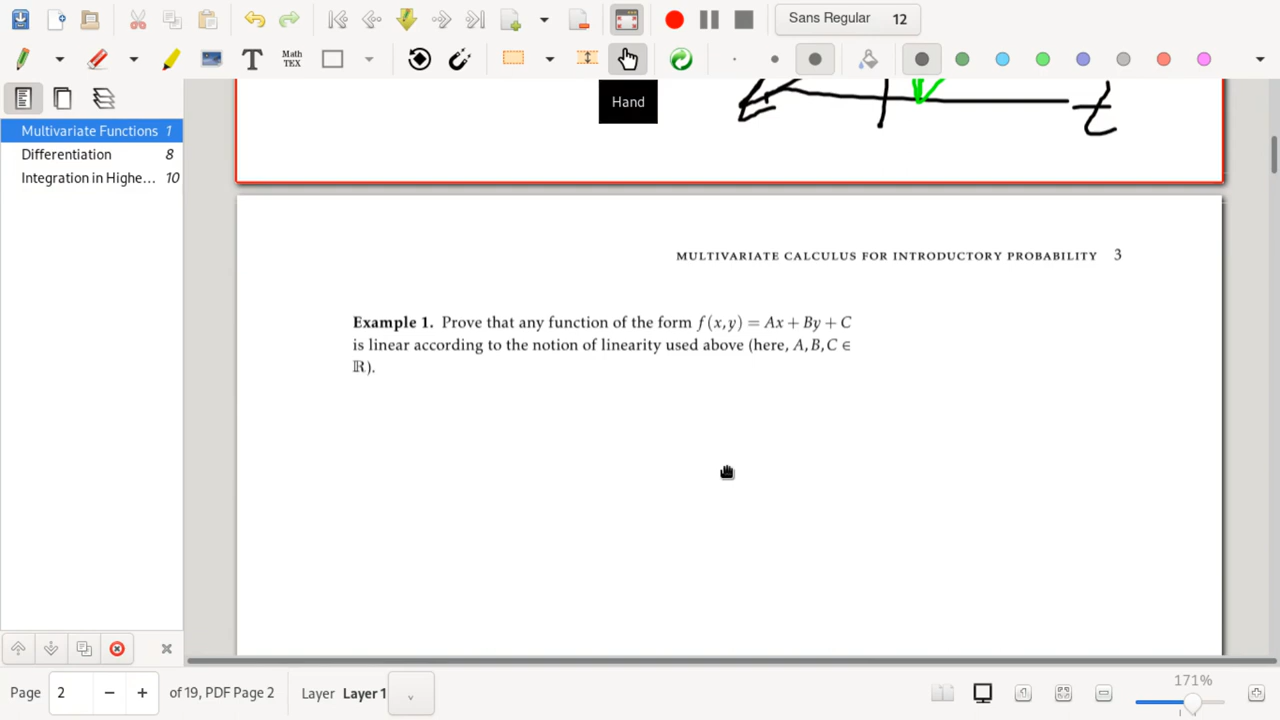 Sans Regular 12
T
Math
TEX
Hand
t
Multivariate Functions 1
Differentiation 8
Integration in Highe... 10
MULTIVARIATE CALCULUS FOR INTRODUCTORY PROBABILITY 3
Example 1. Prove that any function of the form f(x,y) = Ax + By + C
is linear according to the notion of linearity used above (here, A, B, C ∈
ℝ).
Page 2 of 19, PDF Page 2 Layer Layer 1 171%